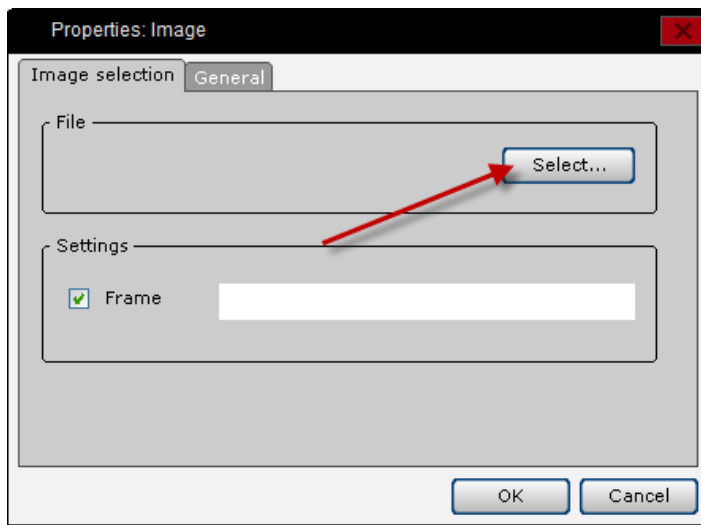 Properties: Image
Image selection General
File
Select...
Settings
Frame
OK Cancel